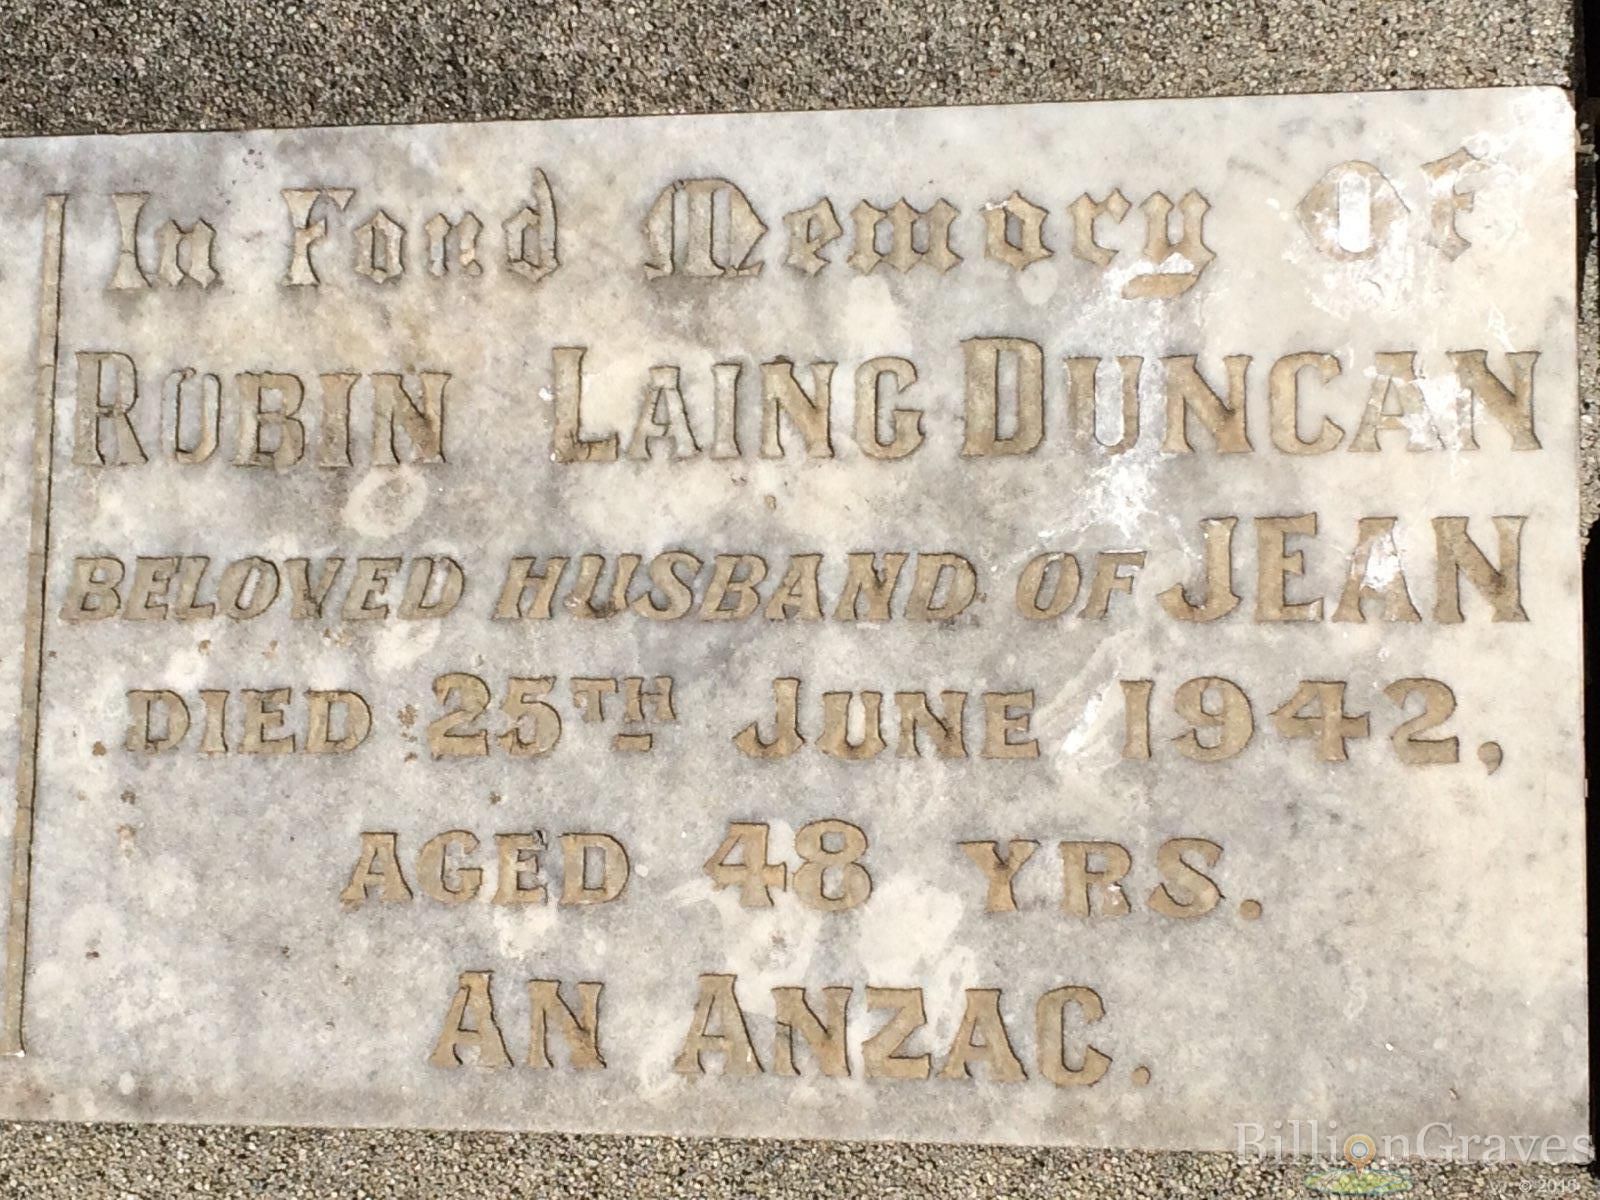 In Fond Memory Of
ROBIN LAING DUNCAN
BELOVED HUSBAND OF JEAN
DIED 25TH JUNE 1942,
AGED 48 YRS.
AN ANZAC.
BillionGraves